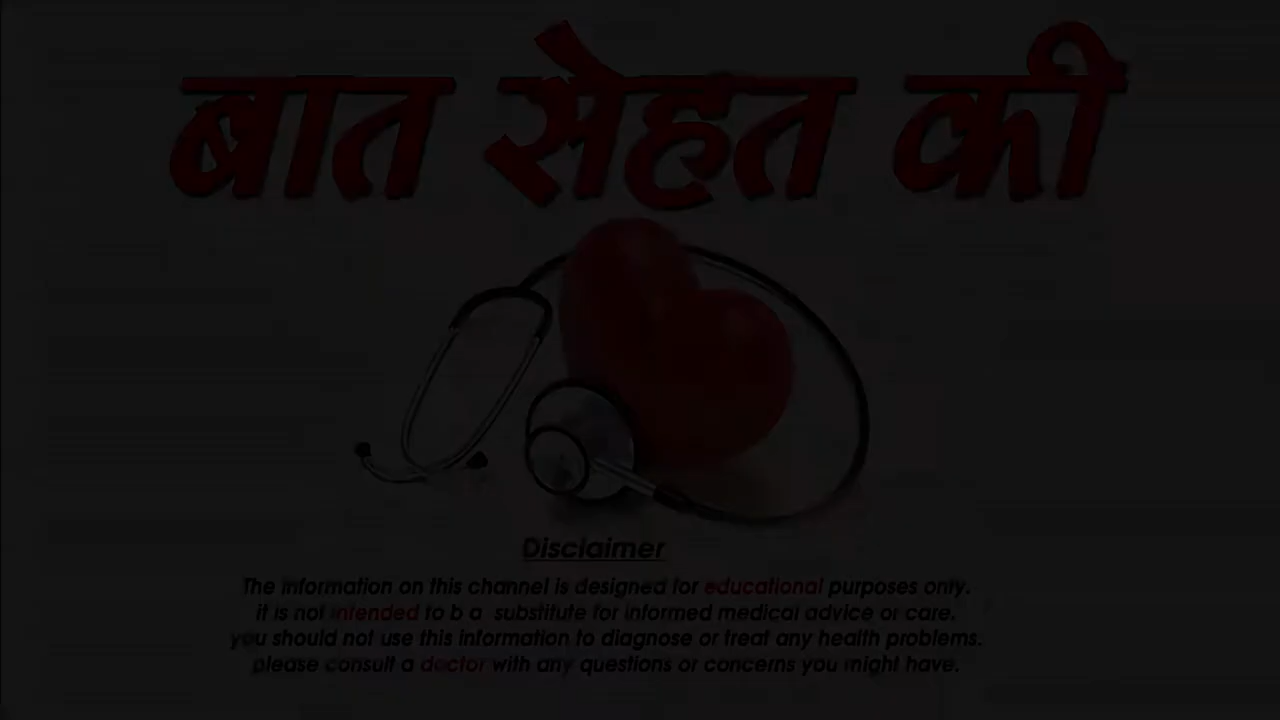 बात सेहत की
Disclaimer
The information on this channel is designed for educational purposes only.
it is not intended to b a substitute for informed medical advice or care.
you should not use this information to diagnose or treat any health problems.
please consult a doctor with any questions or concerns you might have.